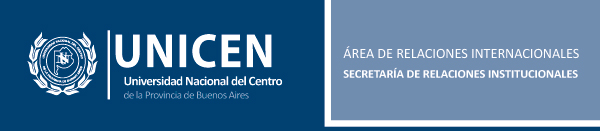 UNICEN
Universidad Nacional del Centro
de la Provincia de Buenos Aires
ÁREA DE RELACIONES INTERNACIONALES
SECRETARÍA DE RELACIONES INSTITUCIONALES